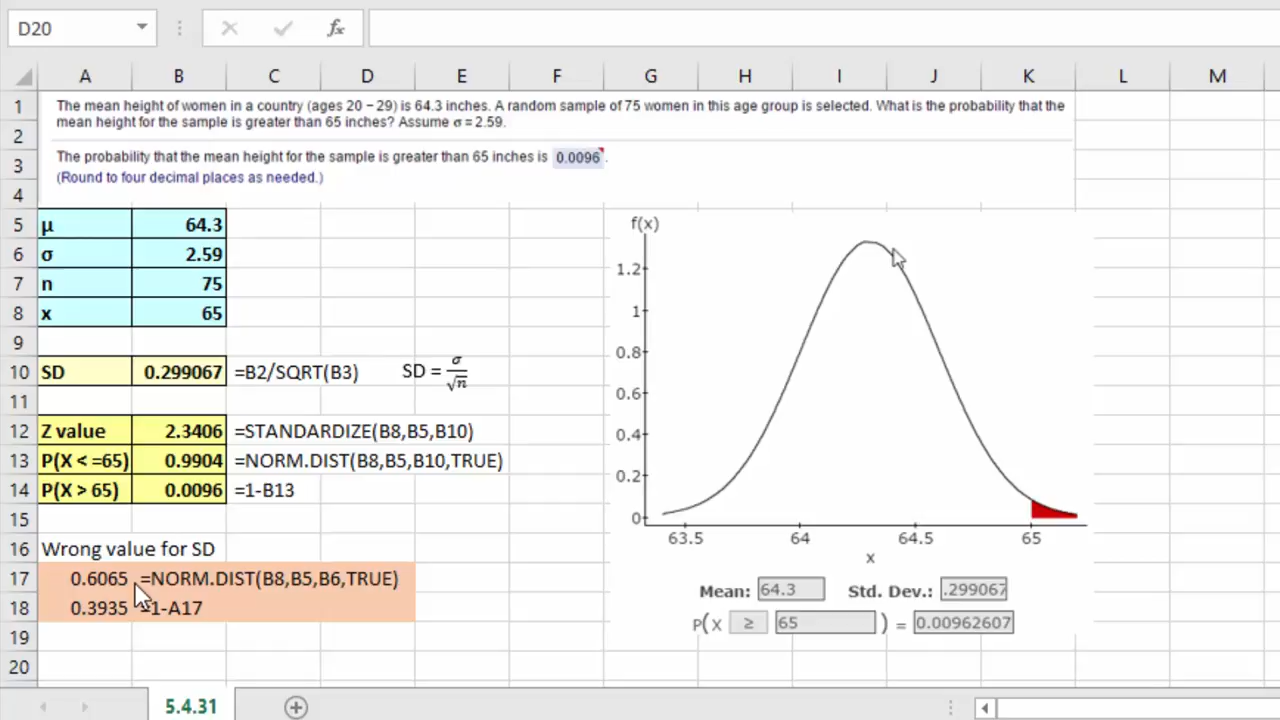 D20
fx
A B C D E F G H I J K L M
1 The mean height of women in a country (ages 20 – 29) is 64.3 inches. A random sample of 75 women in this age group is selected. What is the probability that the
2 mean height for the sample is greater than 65 inches? Assume σ = 2.59.
3 The probability that the mean height for the sample is greater than 65 inches is 0.0096.
(Round to four decimal places as needed.)
4
5 μ 64.3
6 σ 2.59
7 n 75
8 x 65
9
10 SD 0.299067 =B2/SQRT(B3) SD = σ/√n
11
12 Z value 2.3406 =STANDARDIZE(B8,B5,B10)
13 P(X < =65) 0.9904 =NORM.DIST(B8,B5,B10,TRUE)
14 P(X > 65) 0.0096 =1-B13
15
16 Wrong value for SD
17 0.6065 =NORM.DIST(B8,B5,B6,TRUE)
18 0.3935 =1-A17
19
20
f(x)
1.2
1
0.8
0.6
0.4
0.2
0
63.5 64 64.5 65
x
Mean: 64.3 Std. Dev.: .299067
P(X ≥ 65 ) = 0.00962607
5.4.31